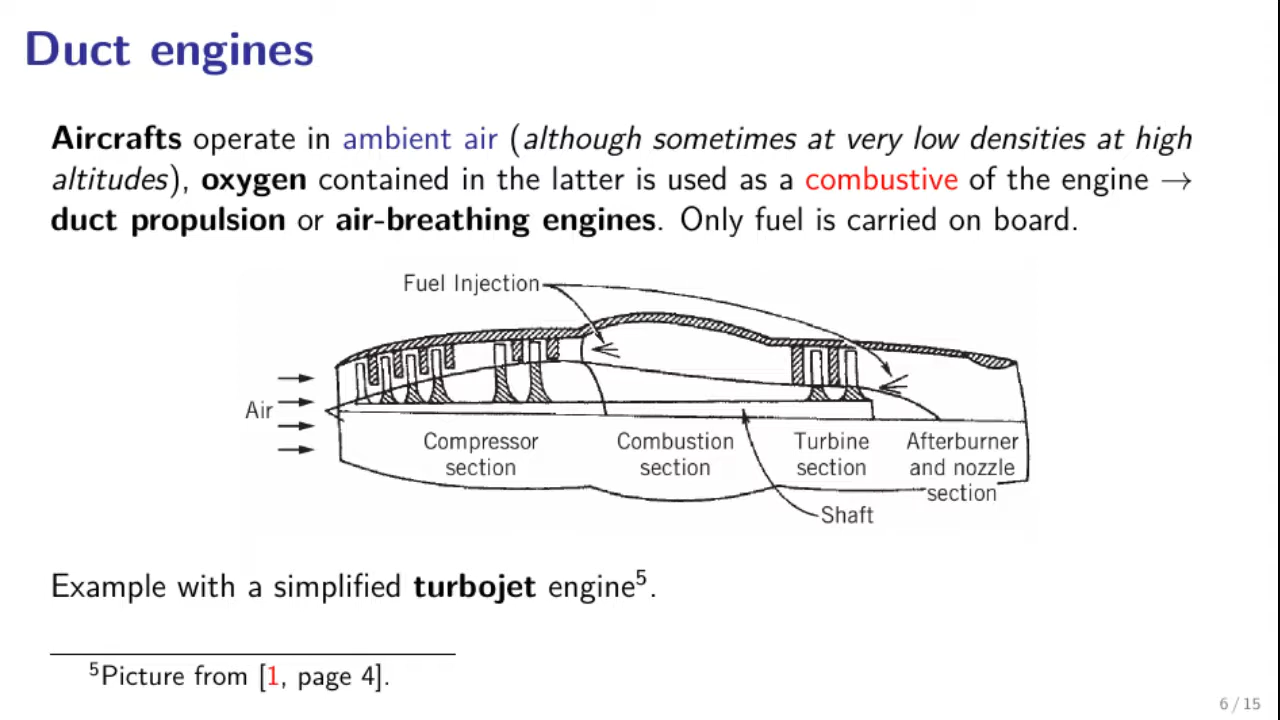 Duct engines
Aircrafts operate in ambient air (although sometimes at very low densities at high
altitudes), oxygen contained in the latter is used as a combustive of the engine →
duct propulsion or air-breathing engines. Only fuel is carried on board.
Fuel Injection
Air
Compressor
section
Combustion
section
Turbine
section
Afterburner
and nozzle
section
Shaft
Example with a simplified turbojet engine⁵.
⁵Picture from [1, page 4].
6 / 15